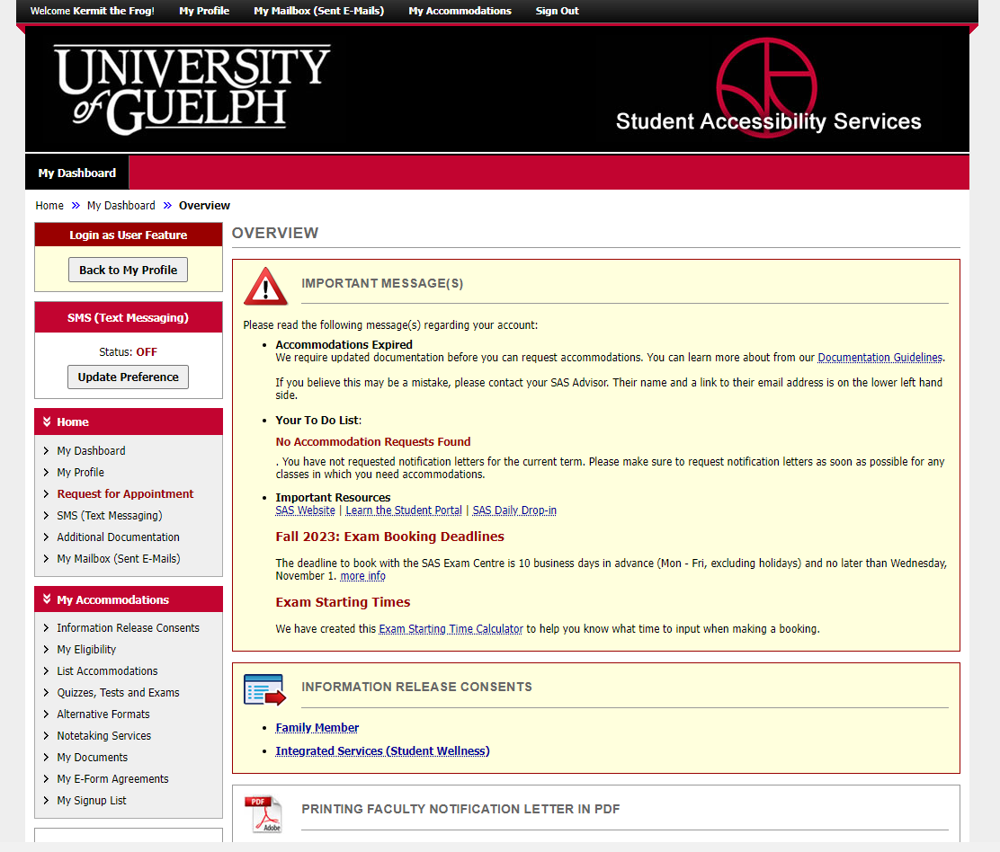 Welcome Kermit the Frog! My Profile My Mailbox (Sent E-Mails) My Accommodations Sign Out
UNIVERSITY
of GUELPH
Student Accessibility Services
My Dashboard
Home » My Dashboard » Overview
Login as User Feature
Back to My Profile
SMS (Text Messaging)
Status: OFF
Update Preference
Home
My Dashboard
My Profile
Request for Appointment
SMS (Text Messaging)
Additional Documentation
My Mailbox (Sent E-Mails)
My Accommodations
Information Release Consents
My Eligibility
List Accommodations
Quizzes, Tests and Exams
Alternative Formats
Notetaking Services
My Documents
My E-Form Agreements
My Signup List
OVERVIEW
IMPORTANT MESSAGE(S)
Please read the following message(s) regarding your account:
• Accommodations Expired
We require updated documentation before you can request accommodations. You can learn more about from our Documentation Guidelines.
If you believe this may be a mistake, please contact your SAS Advisor. Their name and a link to their email address is on the lower left hand
side.
• Your To Do List:
No Accommodation Requests Found
. You have not requested notification letters for the current term. Please make sure to request notification letters as soon as possible for any
classes in which you need accommodations.
• Important Resources
SAS Website | Learn the Student Portal | SAS Daily Drop-in
Fall 2023: Exam Booking Deadlines
The deadline to book with the SAS Exam Centre is 10 business days in advance (Mon - Fri, excluding holidays) and no later than Wednesday,
November 1. more info
Exam Starting Times
We have created this Exam Starting Time Calculator to help you know what time to input when making a booking.
INFORMATION RELEASE CONSENTS
• Family Member
• Integrated Services (Student Wellness)
PDF
Adobe
PRINTING FACULTY NOTIFICATION LETTER IN PDF